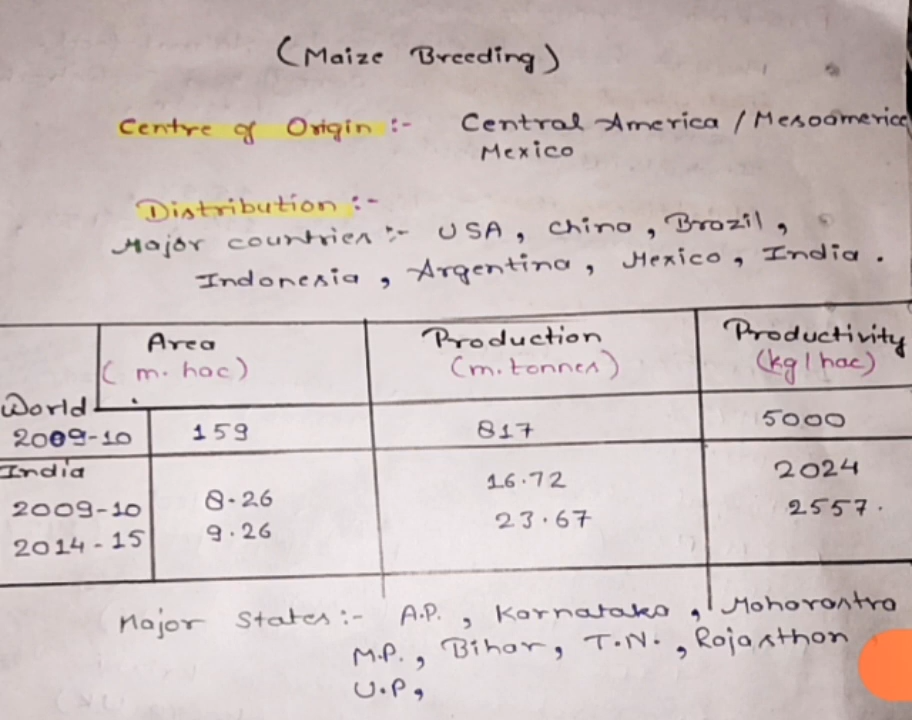 (Maize Breeding)
Centre of Origin :- Central America / Mesoamerica
Mexico
Distribution :-
Major countries :- USA, China, Brazil,
Indonesia, Argentina, Mexico, India.
Area Production Productivity
(m. hac) (m. tonnes) (kg/hac)
World
2009-10 159 817 5000
India
2009-10 8.26 16.72 2024
2014-15 9.26 23.67 2557.
Major States :- A.P., Karnataka, Maharastra
M.P., Bihar, T.N., Rajasthan
U.P,